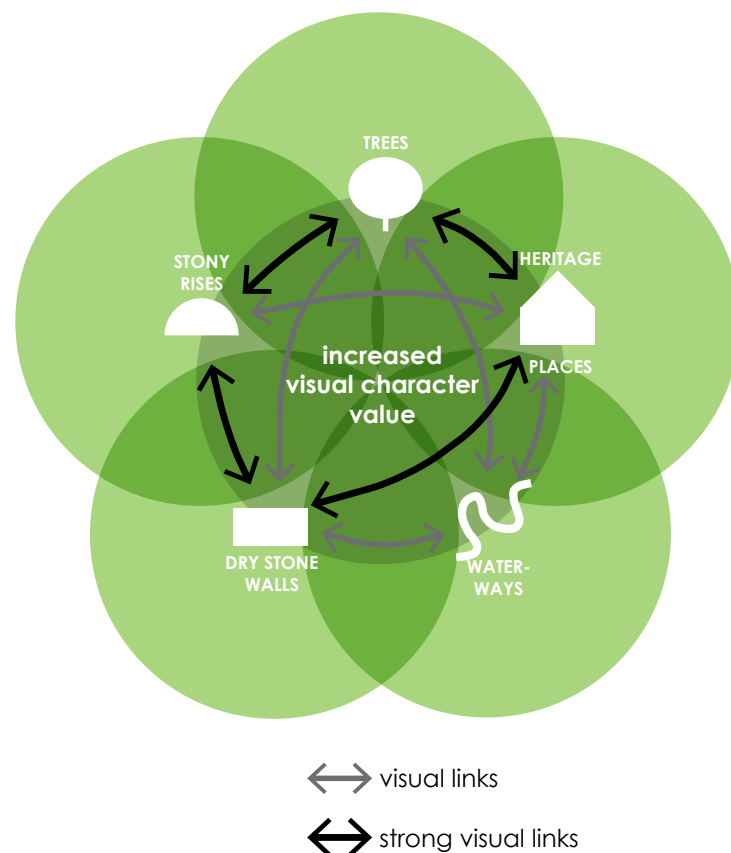 TREES
STONY
RISES
HERITAGE
PLACES
increased
visual character
value
DRY STONE
WALLS
WATER-
WAYS
visual links
strong visual links